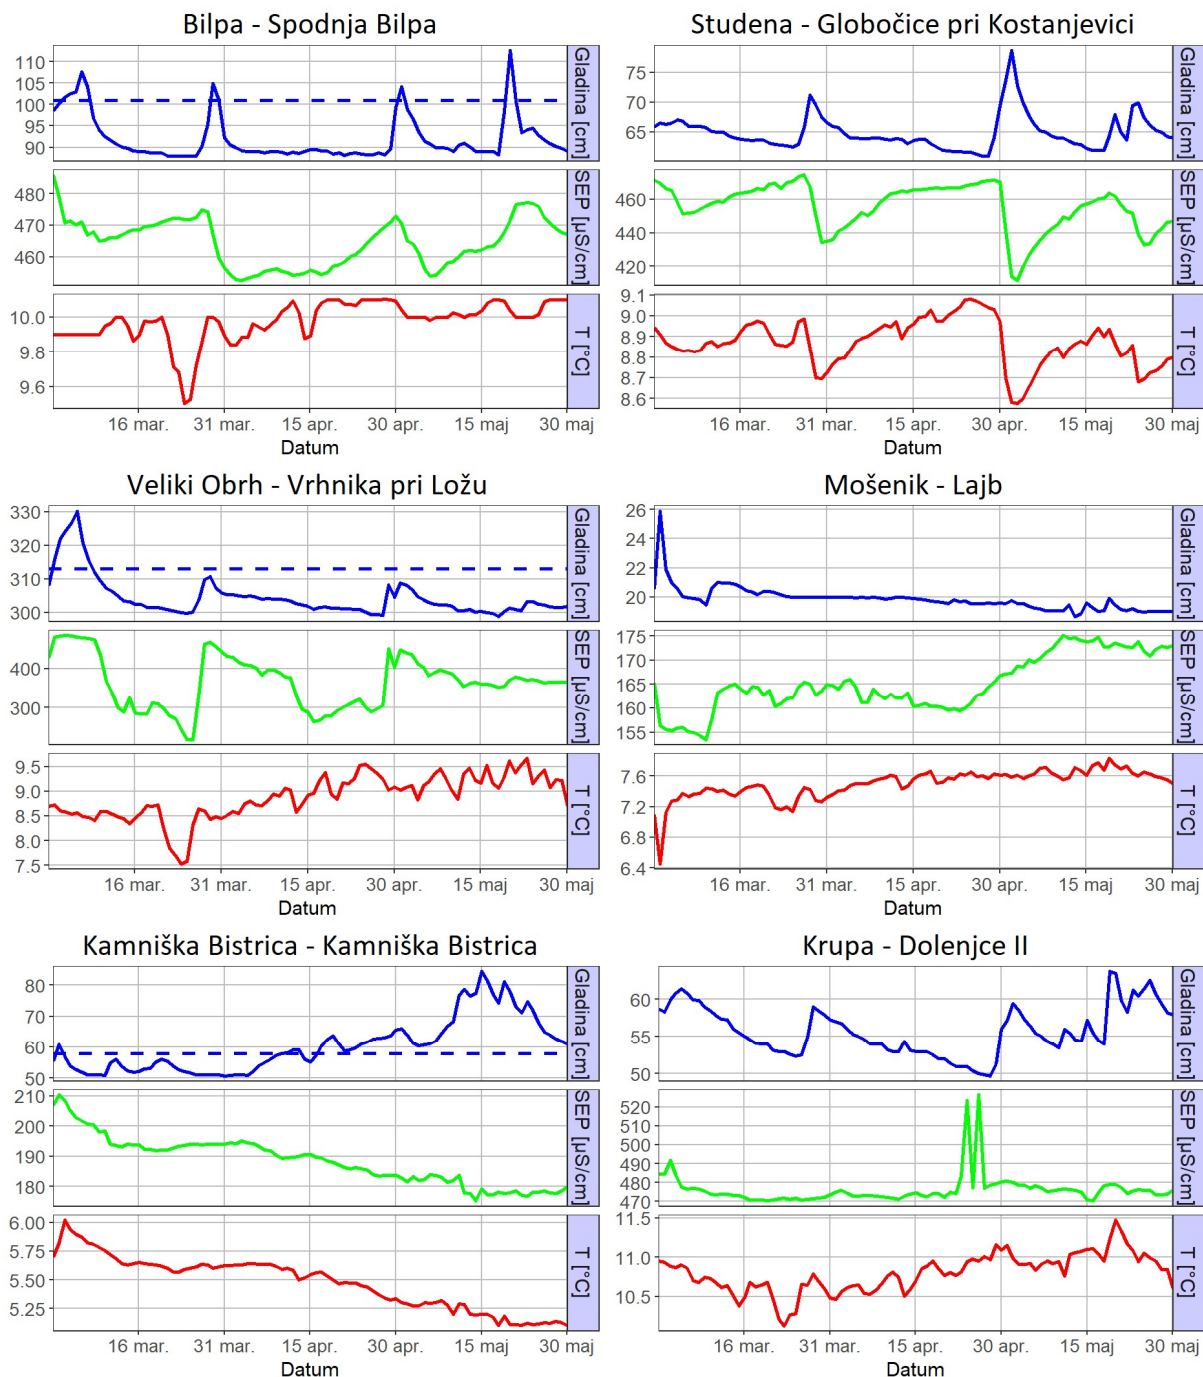 Bilpa - Spodnja Bilpa
110
105
100
95
90
Gladina [cm]
480
470
460
SEP [µS/cm]
10.0
9.8
9.6
T [°C]
16 mar.
31 mar.
15 apr.
30 apr.
15 maj
30 maj
Datum
Studena - Globočice pri Kostanjevici
75
70
65
Gladina [cm]
460
440
420
SEP [µS/cm]
9.1
9.0
8.9
8.8
8.7
8.6
T [°C]
16 mar.
31 mar.
15 apr.
30 apr.
15 maj
30 maj
Datum
Veliki Obrh - Vrhnika pri Ložu
330
320
310
300
Gladina [cm]
400
300
SEP [µS/cm]
9.5
9.0
8.5
8.0
7.5
T [°C]
16 mar.
31 mar.
15 apr.
30 apr.
15 maj
30 maj
Datum
Mošenik - Lajb
26
24
22
20
Gladina [cm]
175
170
165
160
155
SEP [µS/cm]
7.6
7.2
6.8
6.4
T [°C]
16 mar.
31 mar.
15 apr.
30 apr.
15 maj
30 maj
Datum
Kamniška Bistrica - Kamniška Bistrica
80
70
60
50
Gladina [cm]
210
200
190
180
SEP [µS/cm]
6.00
5.75
5.50
5.25
T [°C]
16 mar.
31 mar.
15 apr.
30 apr.
15 maj
30 maj
Datum
Krupa - Dolenjce II
60
55
50
Gladina [cm]
520
510
500
490
480
470
SEP [µS/cm]
11.5
11.0
10.5
T [°C]
16 mar.
31 mar.
15 apr.
30 apr.
15 maj
30 maj
Datum